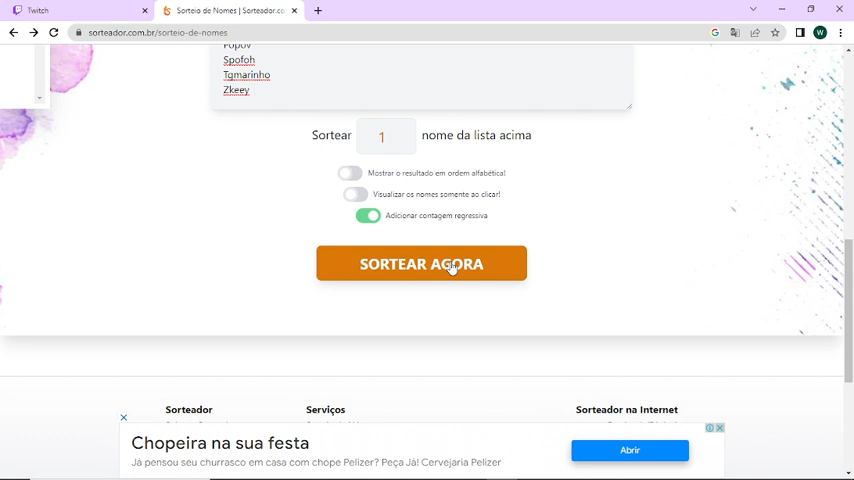 Twitch
Sorteio de Nomes | Sorteador.co
sorteador.com.br/sorteio-de-nomes
W
Popov
Spofoh
Tqmarinho
Zkeey
Sortear 1 nome da lista acima
Mostrar o resultado em ordem alfabética!
Visualizar os nomes somente ao clicar!
Adicionar contagem regressiva
SORTEAR AGORA
Sorteador Serviços Sorteador na Internet
Chopeira na sua festa
Já pensou seu churrasco em casa com chope Pelizer? Peça Já! Cervejaria Pelizer
Abrir